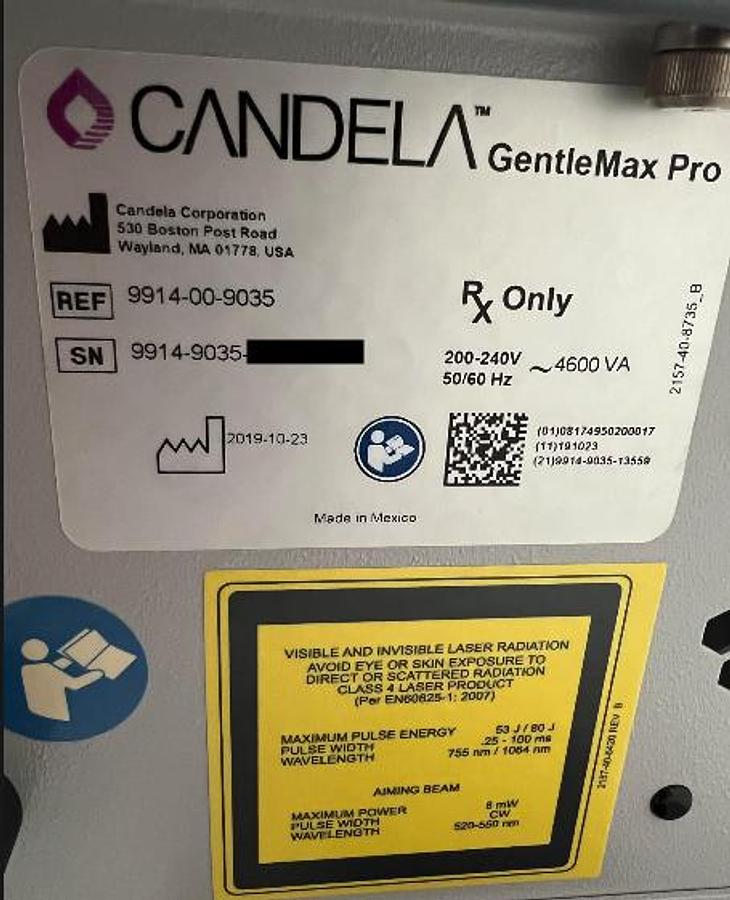 CANDELA™ GentleMax Pro
Candela Corporation
530 Boston Post Road
Wayland, MA 01778, USA
REF 9914-00-9035
Rx Only
SN 9914-9035-
200-240V
50/60 Hz
~4600 VA
2157-40-8735_B
2019-10-23
(01)08174950200017
(11)191023
(21)9914-9035-13559
Made in Mexico
VISIBLE AND INVISIBLE LASER RADIATION
AVOID EYE OR SKIN EXPOSURE TO
DIRECT OR SCATTERED RADIATION
CLASS 4 LASER PRODUCT
(Per EN60825-1: 2007)
MAXIMUM PULSE ENERGY 53 J / 80 J
PULSE WIDTH .25 - 100 ms
WAVELENGTH 755 nm / 1064 nm
AIMING BEAM
MAXIMUM POWER 6 mW
PULSE WIDTH CW
WAVELENGTH 520-550 nm
2157-40-8420 REV B